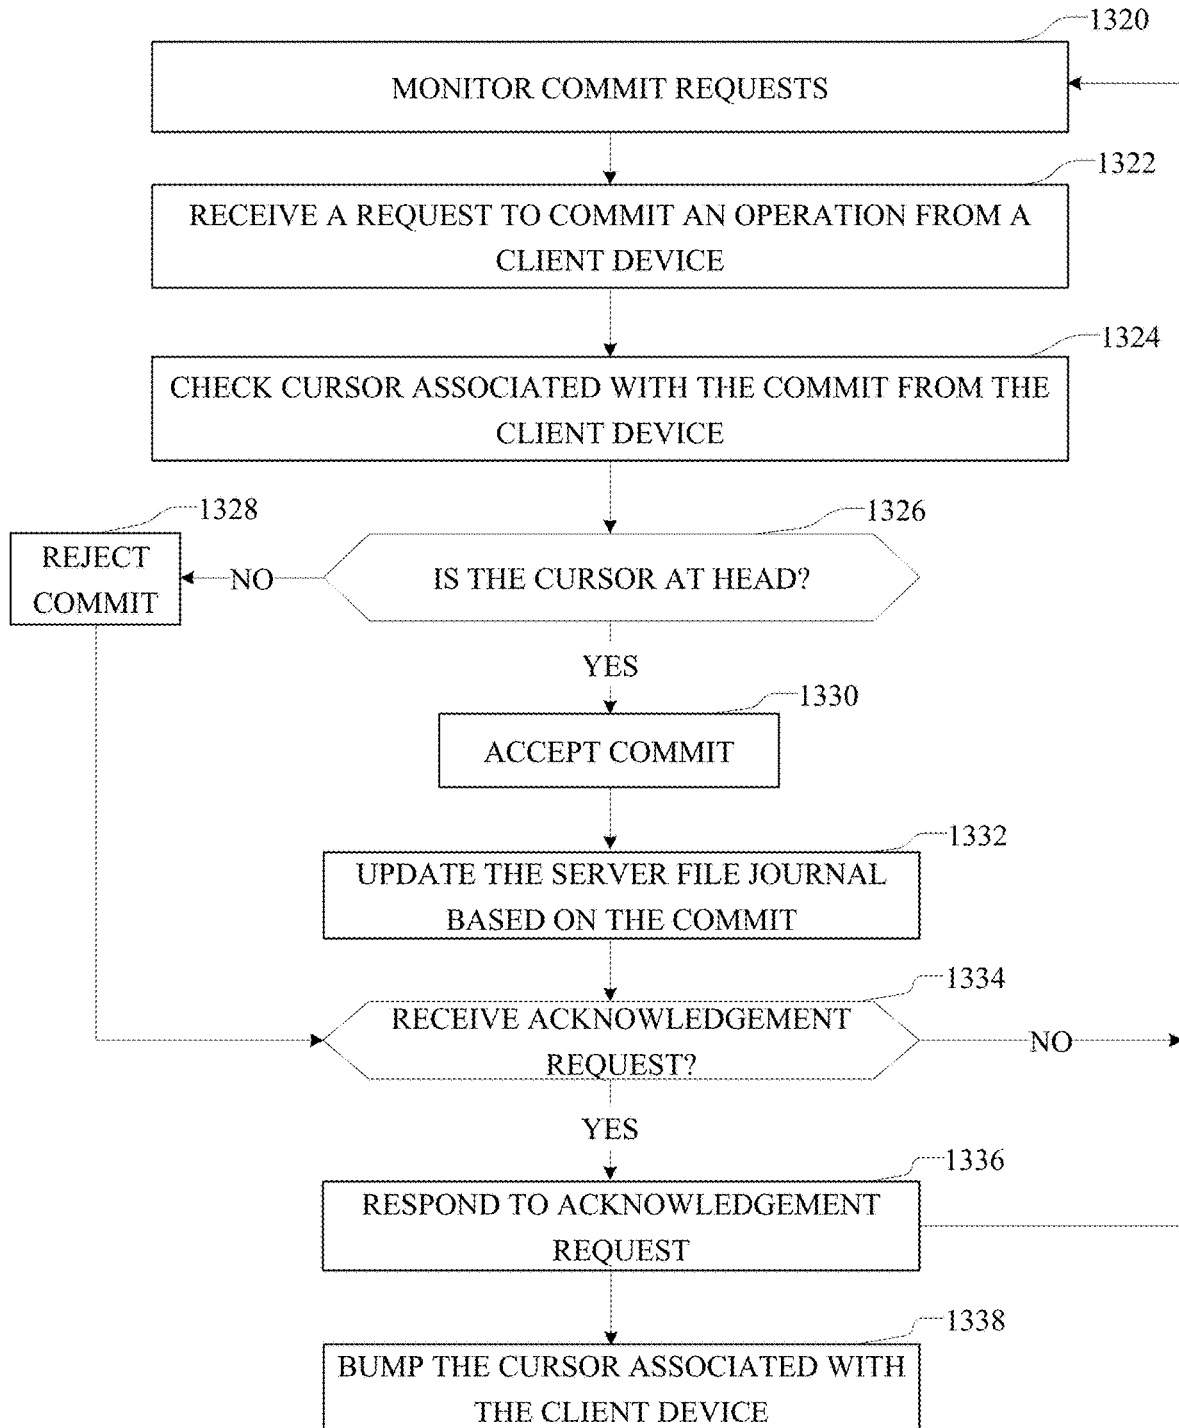 1320
MONITOR COMMIT REQUESTS
1322
RECEIVE A REQUEST TO COMMIT AN OPERATION FROM A
CLIENT DEVICE
1324
CHECK CURSOR ASSOCIATED WITH THE COMMIT FROM THE
CLIENT DEVICE
1328
1326
REJECT
COMMIT
NO
IS THE CURSOR AT HEAD?
YES
1330
ACCEPT COMMIT
1332
UPDATE THE SERVER FILE JOURNAL
BASED ON THE COMMIT
1334
RECEIVE ACKNOWLEDGEMENT
REQUEST?
NO
YES
1336
RESPOND TO ACKNOWLEDGEMENT
REQUEST
1338
BUMP THE CURSOR ASSOCIATED WITH
THE CLIENT DEVICE